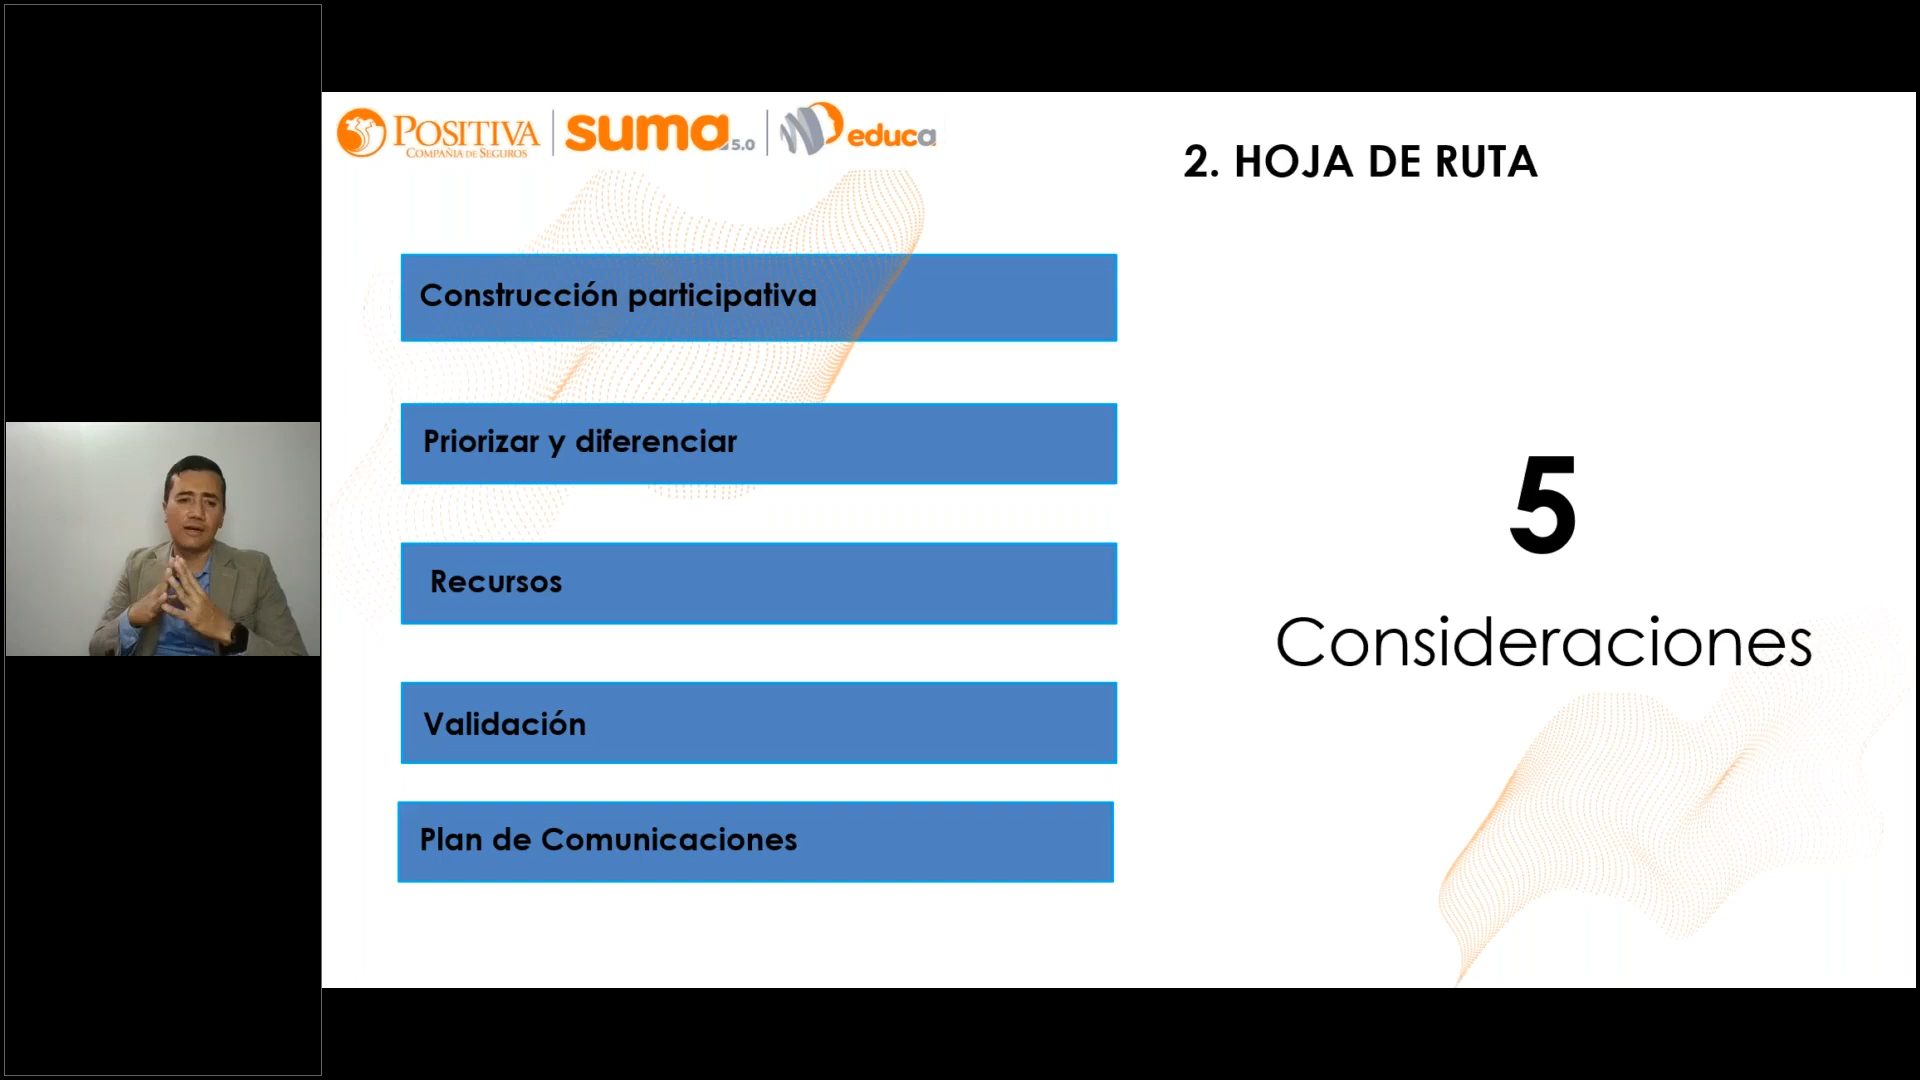 POSITIVA
COMPAÑIA DE SEGUROS
suma 5.0
educa
2. HOJA DE RUTA
Construcción participativa
Priorizar y diferenciar
Recursos
Validación
Plan de Comunicaciones
5
Consideraciones